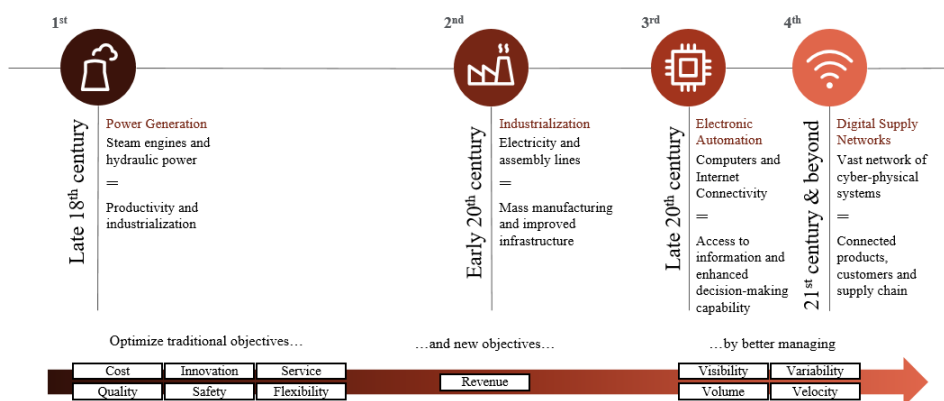 1st
2nd
3rd
4th
Late 18th century
Power Generation
Steam engines and
hydraulic power
=
Productivity and
industrialization
Early 20th century
Industrialization
Electricity and
assembly lines
=
Mass manufacturing
and improved
infrastructure
Late 20th century
Electronic
Automation
Computers and
Internet
Connectivity
=
Access to
information and
enhanced
decision-making
capability
21st century & beyond
Digital Supply
Networks
Vast network of
cyber-physical
systems
=
Connected
products,
customers and
supply chain
Optimize traditional objectives…
…and new objectives…
…by better managing
Cost
Innovation
Service
Quality
Safety
Flexibility
Revenue
Visibility
Variability
Volume
Velocity